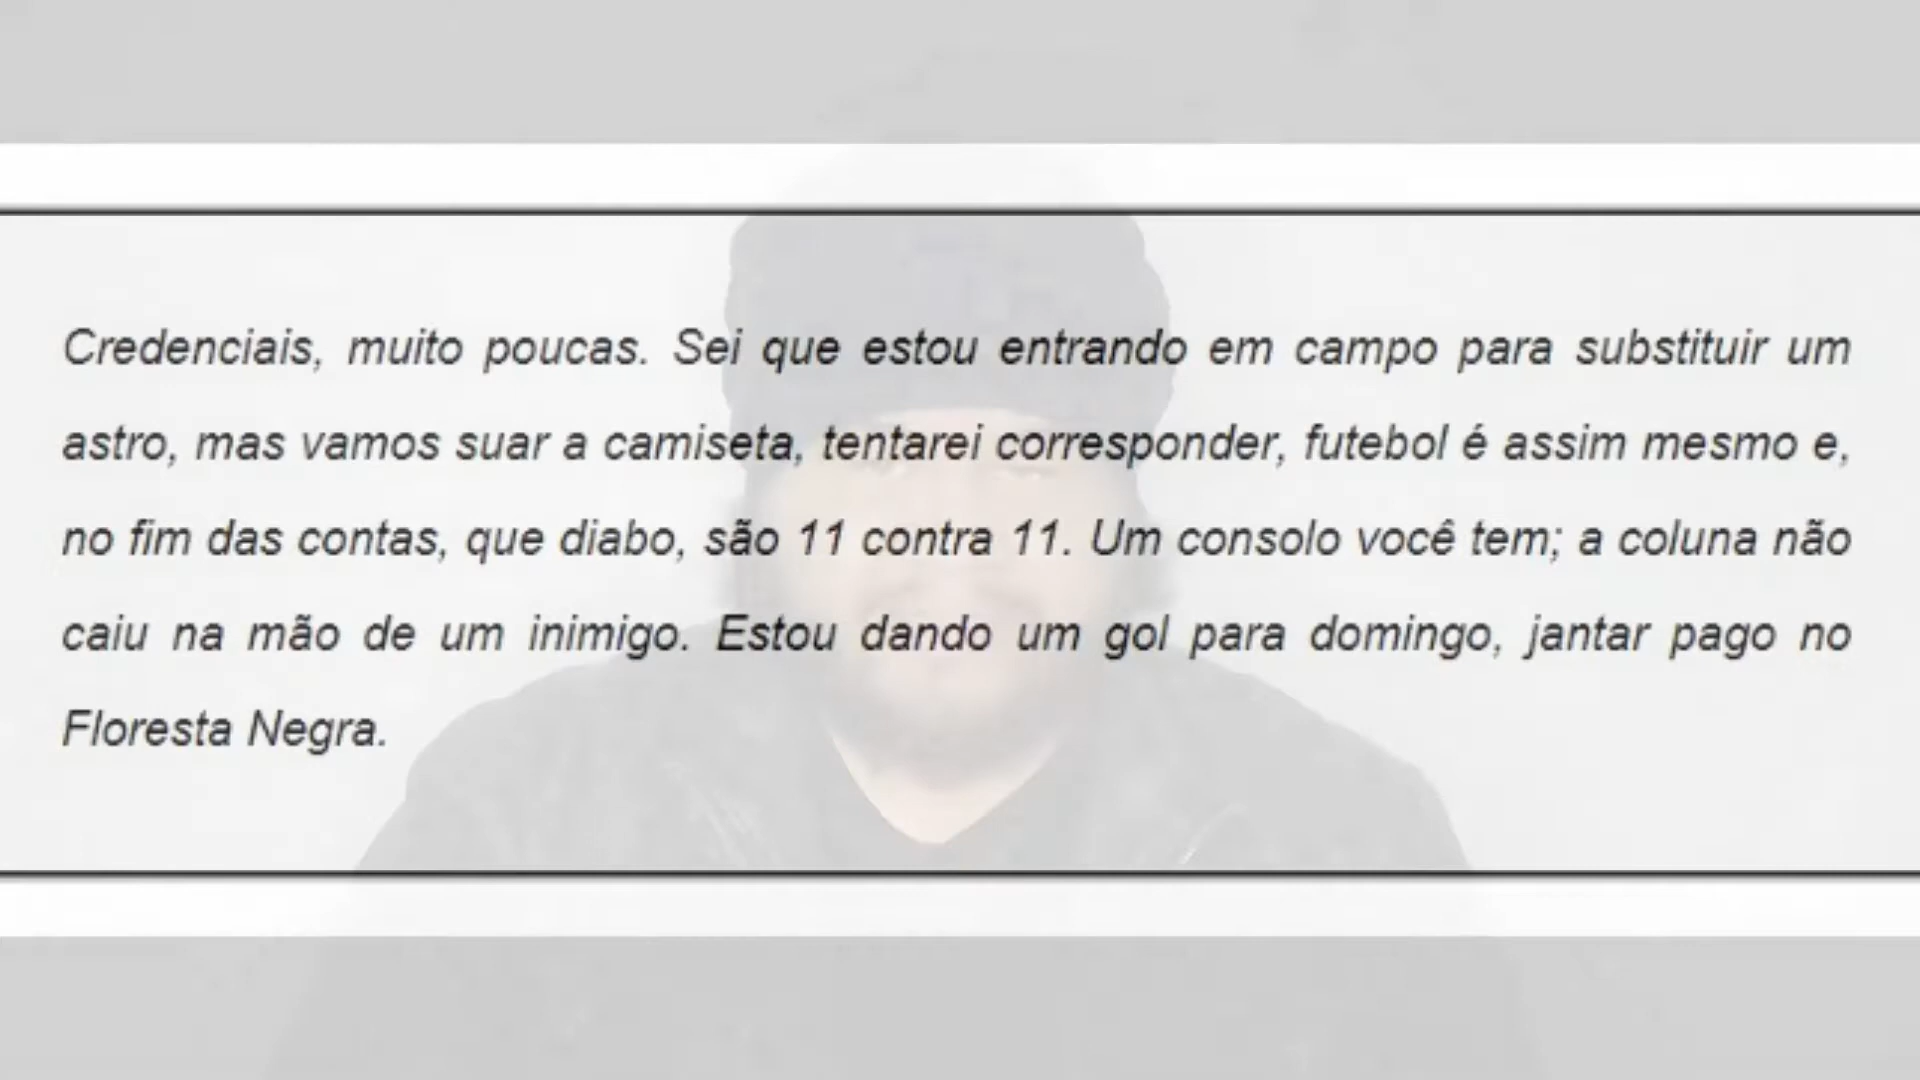 Credenciais, muito poucas. Sei que estou entrando em campo para substituir um
astro, mas vamos suar a camiseta, tentarei corresponder, futebol é assim mesmo e,
no fim das contas, que diabo, são 11 contra 11. Um consolo você tem; a coluna não
caiu na mão de um inimigo. Estou dando um gol para domingo, jantar pago no
Floresta Negra.